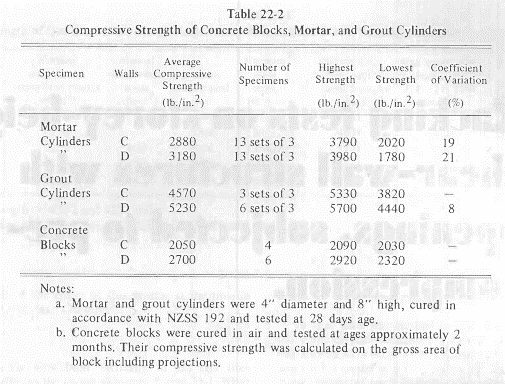 Table 22-2
Compressive Strength of Concrete Blocks, Mortar, and Grout Cylinders
Specimen Walls Average Compressive Strength (lb./in.²) Number of Specimens Highest Strength (lb./in.²) Lowest Strength (lb./in.²) Coefficient of Variation (%)
Mortar
Cylinders C 2880 13 sets of 3 3790 2020 19
" D 3180 13 sets of 3 3980 1780 21
Grout
Cylinders C 4570 3 sets of 3 5330 3820 —
" D 5230 6 sets of 3 5700 4440 8
Concrete
Blocks C 2050 4 2090 2030 —
" D 2700 6 2920 2320 —
Notes:
a. Mortar and grout cylinders were 4" diameter and 8" high, cured in
accordance with NZSS 192 and tested at 28 days age.
b. Concrete blocks were cured in air and tested at ages approximately 2
months. Their compressive strength was calculated on the gross area of
block including projections.